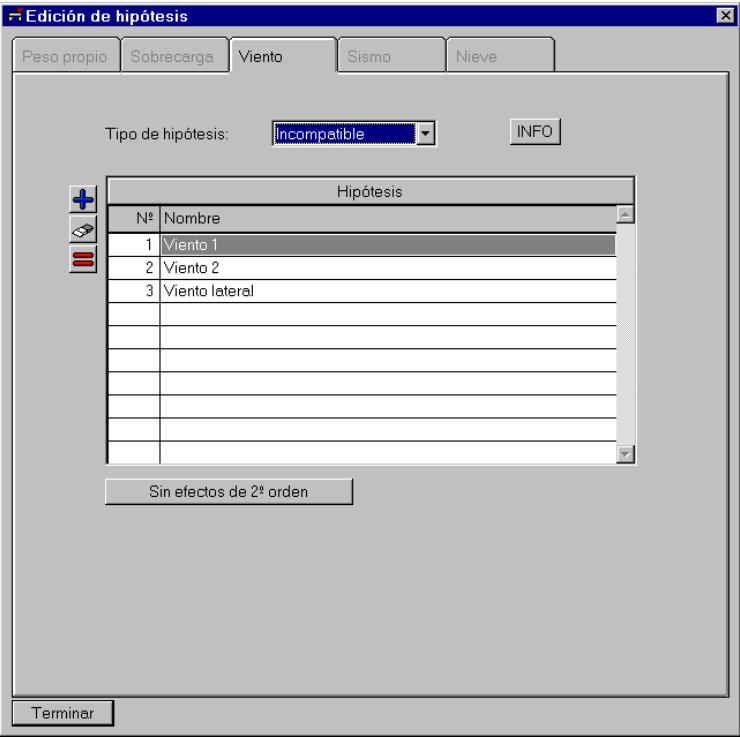 Edición de hipótesis
Peso propio Sobrecarga Viento Sismo Nieve
Tipo de hipótesis: Incompatible INFO
Hipótesis
Nº Nombre
1 Viento 1
2 Viento 2
3 Viento lateral
Sin efectos de 2º orden
Terminar